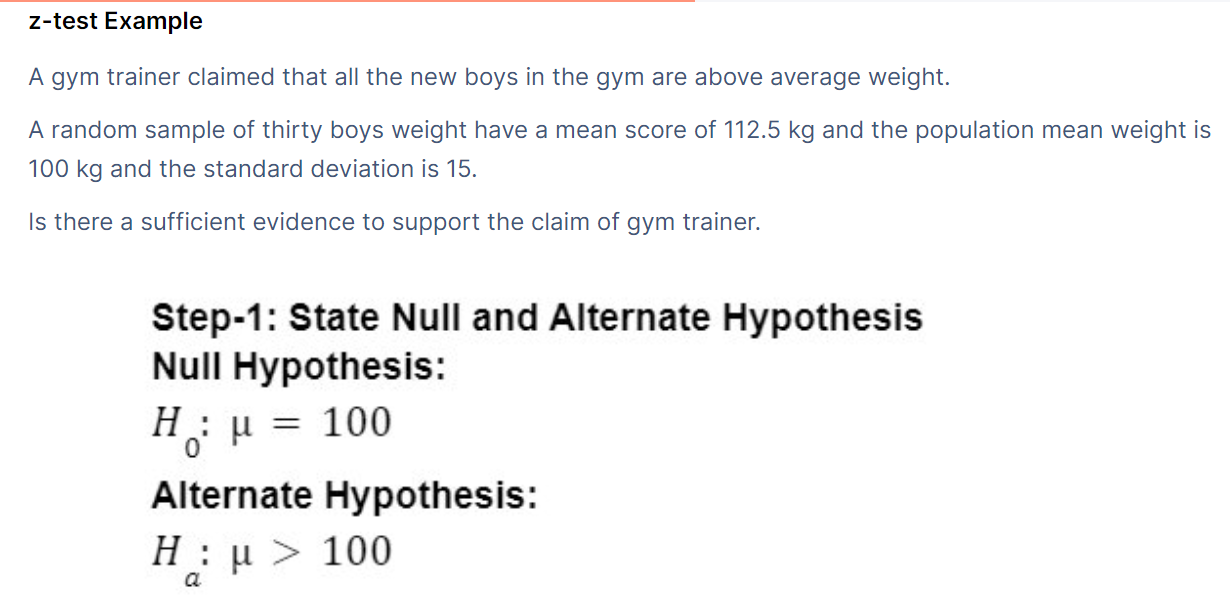 z-test Example
A gym trainer claimed that all the new boys in the gym are above average weight.
A random sample of thirty boys weight have a mean score of 112.5 kg and the population mean weight is
100 kg and the standard deviation is 15.
Is there a sufficient evidence to support the claim of gym trainer.
Step-1: State Null and Alternate Hypothesis
Null Hypothesis:
H₀: μ = 100
Alternate Hypothesis:
Hₐ: μ > 100